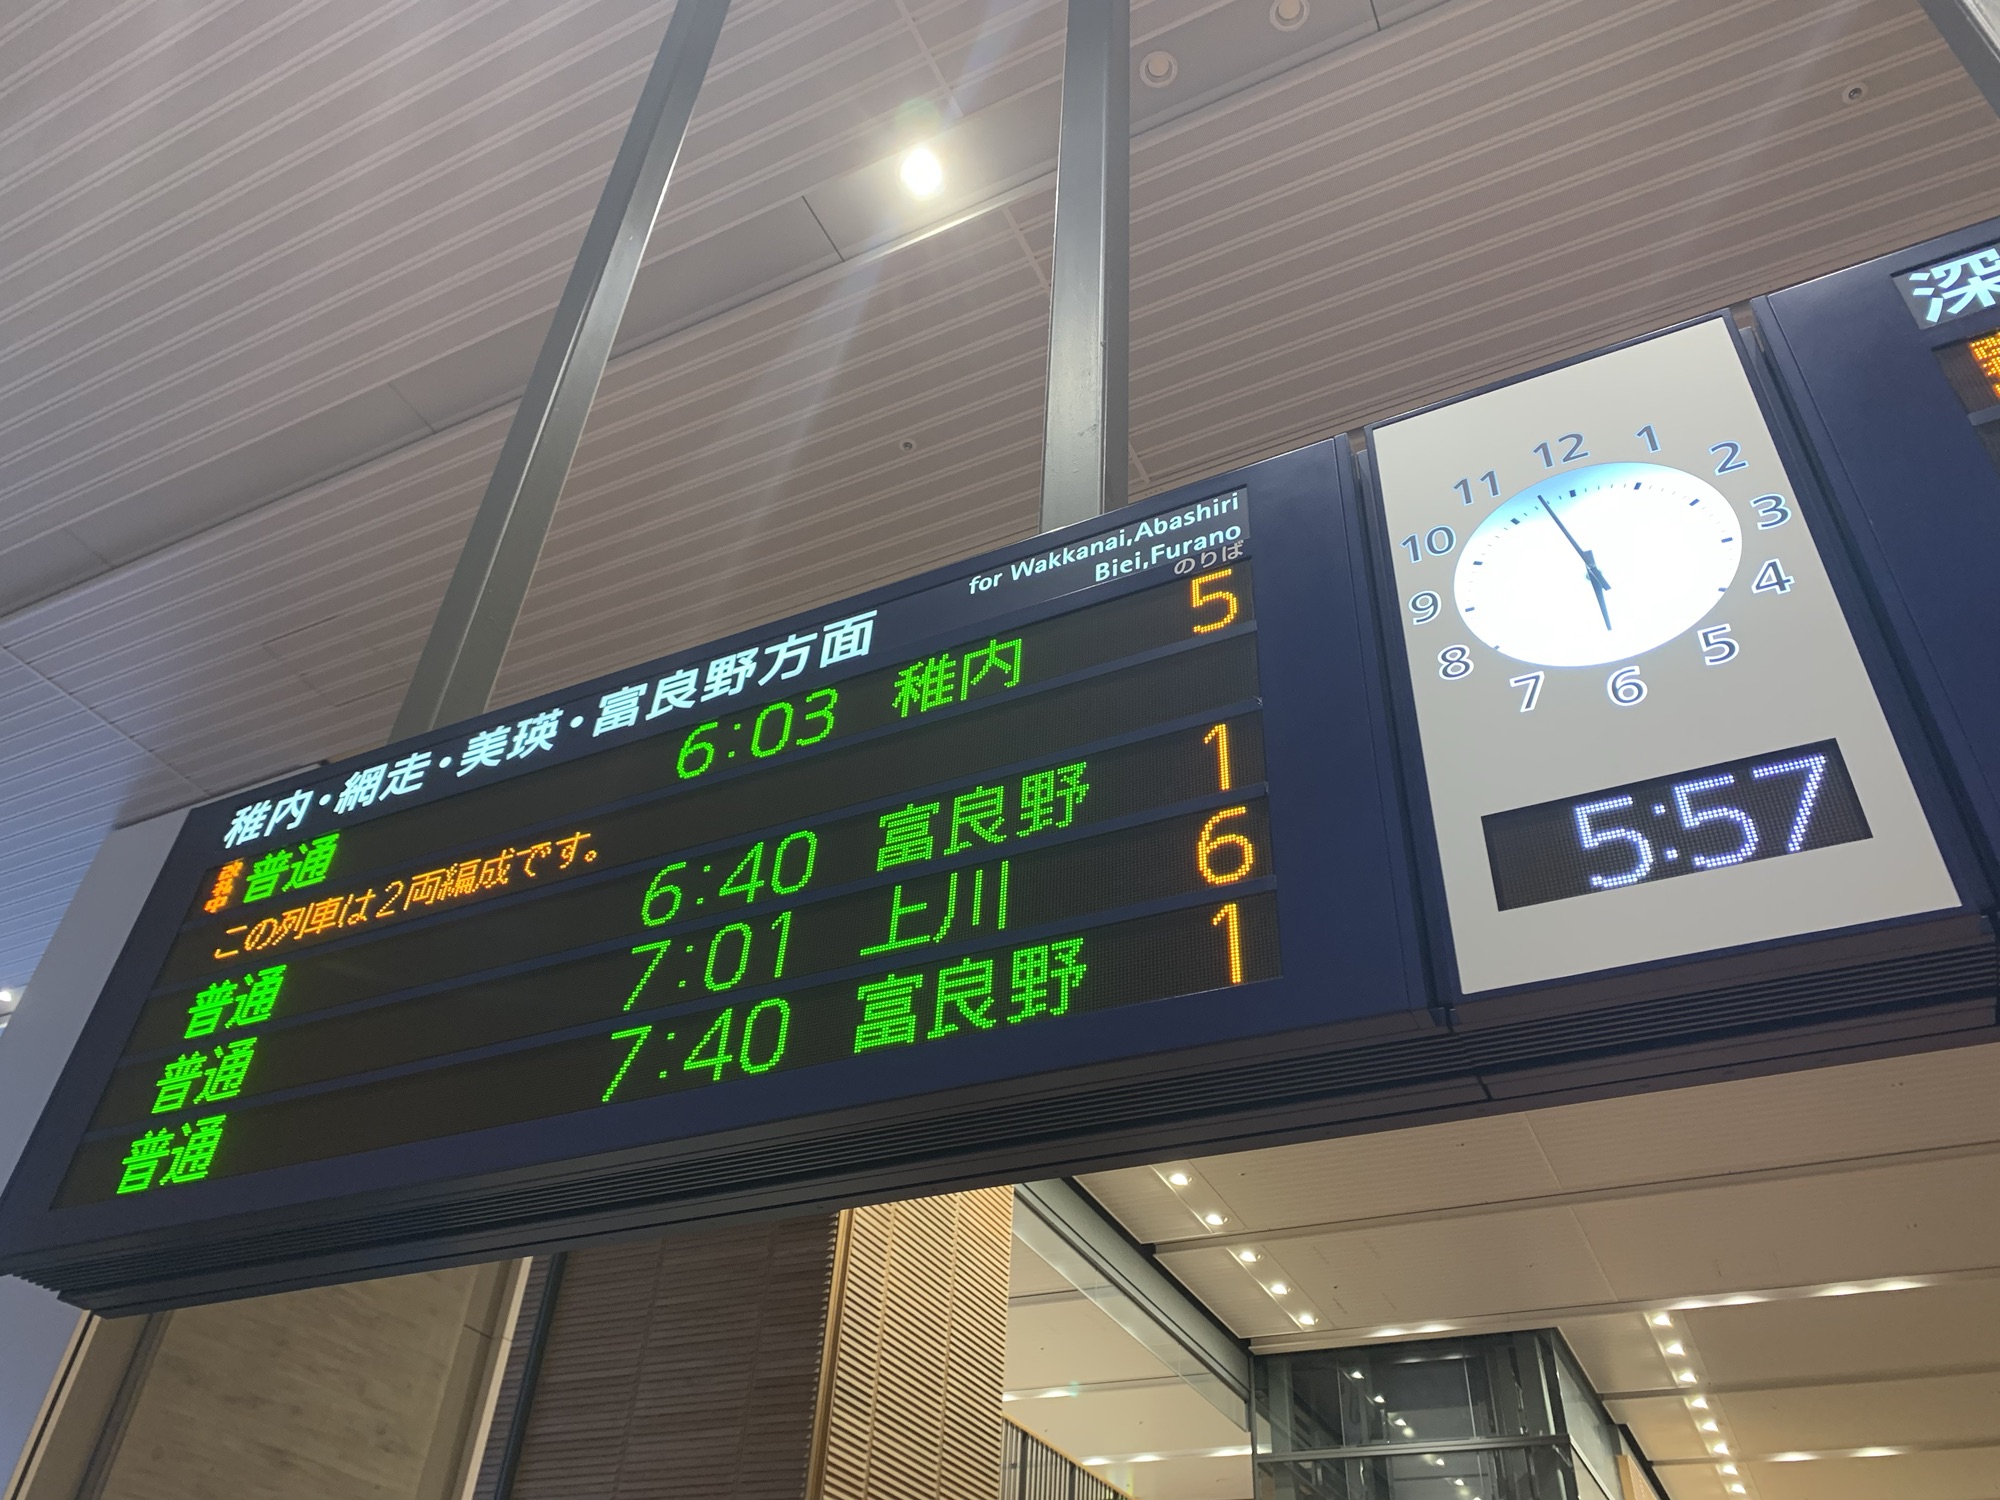 稚内・網走・美瑛・富良野方面 for Wakkanai,Abashiri
Biei,Furano
のりば
改札中 普通 6:03 稚内 5
この列車は2両編成です。
普通 6:40 富良野 1
普通 7:01 上川 6
普通 7:40 富良野 1
12 1 2 3 4 5 6 7 8 9 10 11
5:57
深